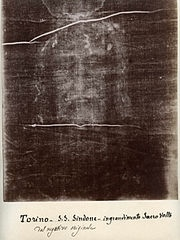 Torino - S.S. Sindone - ingrandimento Sacro Volto
dal negativo originale